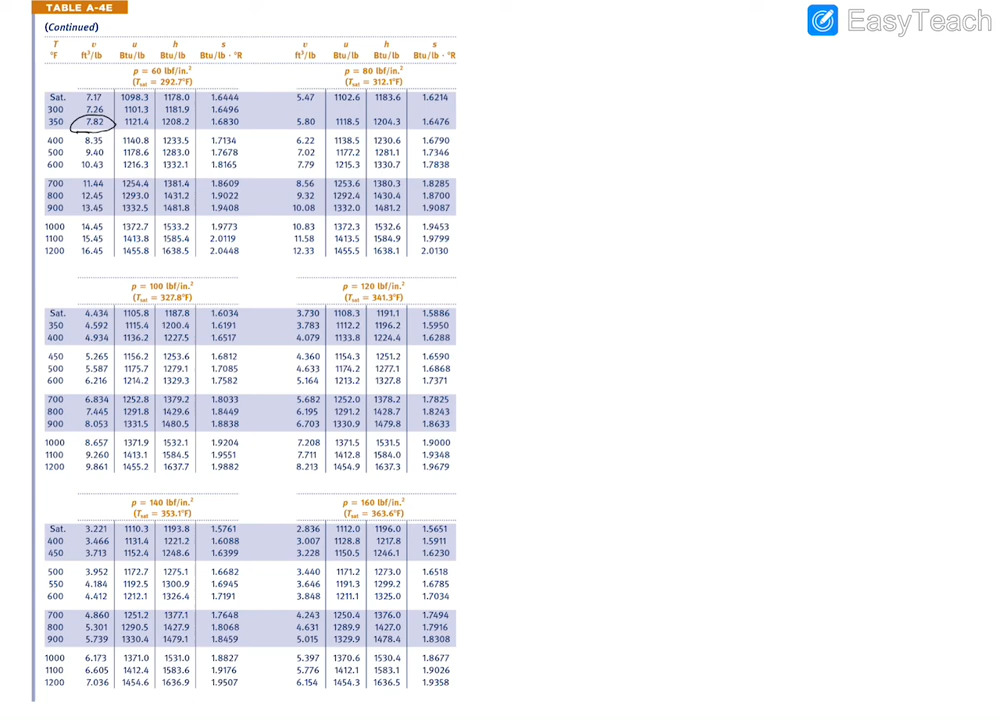 TABLE A-4E
EasyTeach
(Continued)
T v u h s v u h s
°F ft³/lb Btu/lb Btu/lb Btu/lb · °R ft³/lb Btu/lb Btu/lb Btu/lb · °R
p = 60 lbf/in.² p = 80 lbf/in.²
(Tsat = 292.7°F) (Tsat = 312.1°F)
Sat. 7.17 1098.3 1178.0 1.6444 5.47 1102.6 1183.6 1.6214
300 7.26 1101.3 1181.9 1.6496
350 7.82 1121.4 1208.2 1.6830 5.80 1118.5 1204.3 1.6476
400 8.35 1140.8 1233.5 1.7134 6.22 1138.5 1230.6 1.6790
500 9.40 1178.6 1283.0 1.7678 7.02 1177.2 1281.1 1.7346
600 10.43 1216.3 1332.1 1.8165 7.79 1215.3 1330.7 1.7838
700 11.44 1254.4 1381.4 1.8609 8.56 1253.6 1380.3 1.8285
800 12.45 1293.0 1431.2 1.9022 9.32 1292.4 1430.4 1.8700
900 13.45 1332.5 1481.8 1.9408 10.08 1332.0 1481.2 1.9087
1000 14.45 1372.7 1533.2 1.9773 10.83 1372.3 1532.6 1.9453
1100 15.45 1413.8 1585.4 2.0119 11.58 1413.5 1584.9 1.9799
1200 16.45 1455.8 1638.5 2.0448 12.33 1455.5 1638.1 2.0130
p = 100 lbf/in.² p = 120 lbf/in.²
(Tsat = 327.8°F) (Tsat = 341.3°F)
Sat. 4.434 1105.8 1187.8 1.6034 3.730 1108.3 1191.1 1.5886
350 4.592 1115.4 1200.4 1.6191 3.783 1112.2 1196.2 1.5950
400 4.934 1136.2 1227.5 1.6517 4.079 1133.8 1224.4 1.6288
450 5.265 1156.2 1253.6 1.6812 4.360 1154.3 1251.2 1.6590
500 5.587 1175.7 1279.1 1.7085 4.633 1174.2 1277.1 1.6868
600 6.216 1214.2 1329.3 1.7582 5.164 1213.2 1327.8 1.7371
700 6.834 1252.8 1379.2 1.8033 5.682 1252.0 1378.2 1.7825
800 7.445 1291.8 1429.6 1.8449 6.195 1291.2 1428.7 1.8243
900 8.053 1331.5 1480.5 1.8838 6.703 1330.9 1479.8 1.8633
1000 8.657 1371.9 1532.1 1.9204 7.208 1371.5 1531.5 1.9000
1100 9.260 1413.1 1584.5 1.9551 7.711 1412.8 1584.0 1.9348
1200 9.861 1455.2 1637.7 1.9882 8.213 1454.9 1637.3 1.9679
p = 140 lbf/in.² p = 160 lbf/in.²
(Tsat = 353.1°F) (Tsat = 363.6°F)
Sat. 3.221 1110.3 1193.8 1.5761 2.836 1112.0 1196.0 1.5651
400 3.466 1131.4 1221.2 1.6088 3.007 1128.8 1217.8 1.5911
450 3.713 1152.4 1248.6 1.6399 3.228 1150.5 1246.1 1.6230
500 3.952 1172.7 1275.1 1.6682 3.440 1171.2 1273.0 1.6518
550 4.184 1192.5 1300.9 1.6945 3.646 1191.3 1299.2 1.6785
600 4.412 1212.1 1326.4 1.7191 3.848 1211.1 1325.0 1.7034
700 4.860 1251.2 1377.1 1.7648 4.243 1250.4 1376.0 1.7494
800 5.301 1290.5 1427.9 1.8068 4.631 1289.9 1427.0 1.7916
900 5.739 1330.4 1479.1 1.8459 5.015 1329.9 1478.4 1.8308
1000 6.173 1371.0 1531.0 1.8827 5.397 1370.6 1530.4 1.8677
1100 6.605 1412.4 1583.6 1.9176 5.776 1412.1 1583.1 1.9026
1200 7.036 1454.6 1636.9 1.9507 6.154 1454.3 1636.5 1.9358